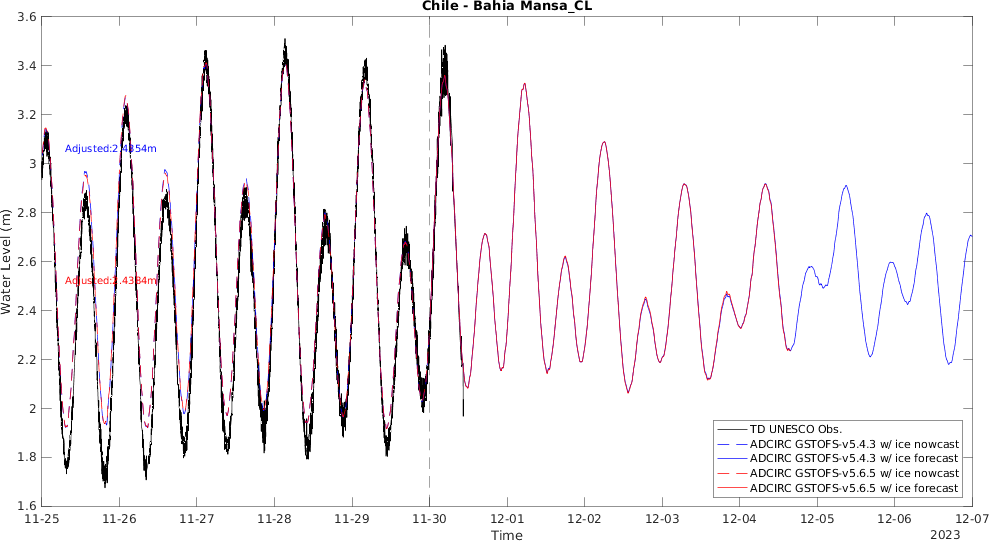 Chile - Bahia Mansa_CL
3.6
3.4
3.2
3
2.8
2.6
2.4
2.2
2
1.8
1.6
Water Level (m)
Adjusted:2.4354m
Adjusted:2.4384m
TD UNESCO Obs.
ADCIRC GSTOFS-v5.4.3 w/ ice nowcast
ADCIRC GSTOFS-v5.4.3 w/ ice forecast
ADCIRC GSTOFS-v5.6.5 w/ ice nowcast
ADCIRC GSTOFS-v5.6.5 w/ ice forecast
11-25 11-26 11-27 11-28 11-29 11-30 12-01 12-02 12-03 12-04 12-05 12-06 12-07
Time
2023